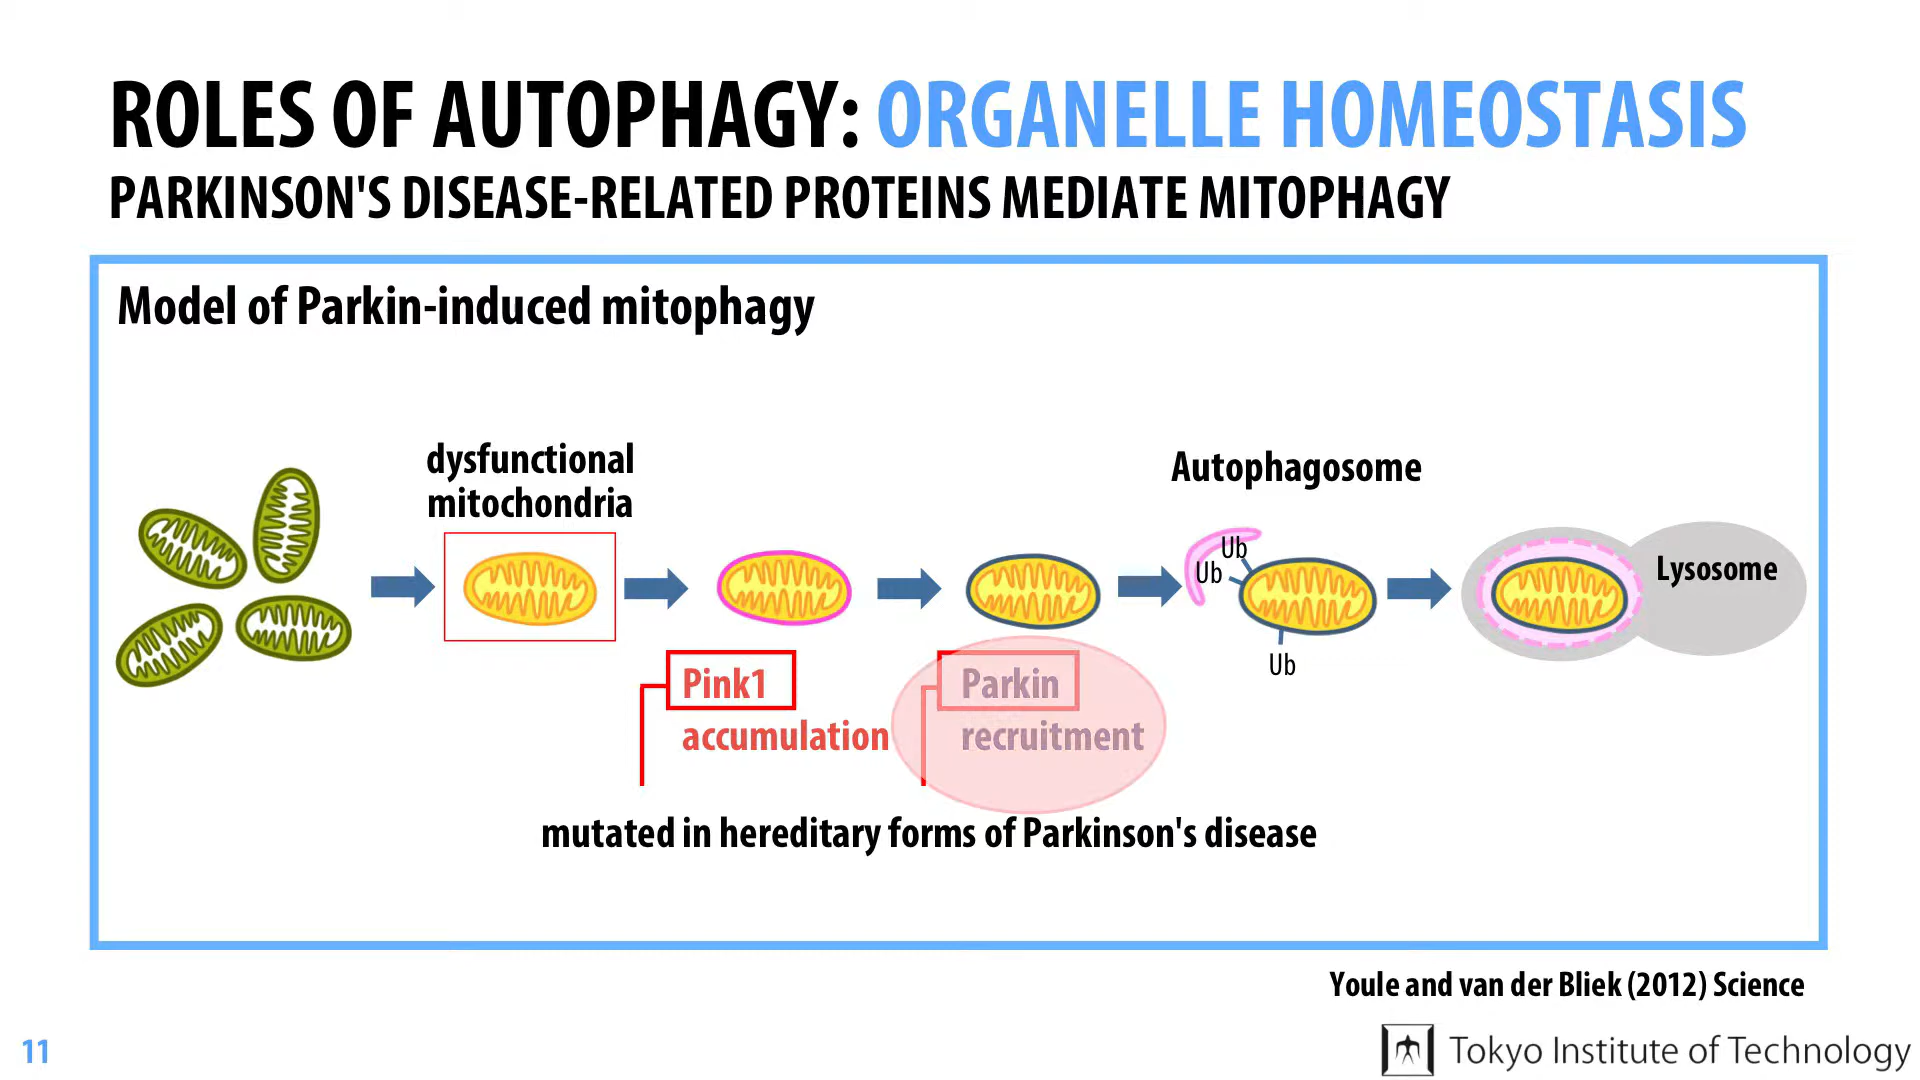 ROLES OF AUTOPHAGY: ORGANELLE HOMEOSTASIS
PARKINSON'S DISEASE-RELATED PROTEINS MEDIATE MITOPHAGY
Model of Parkin-induced mitophagy
dysfunctional
mitochondria
Autophagosome
Ub
Ub
Ub
Lysosome
Pink1
accumulation
Parkin
recruitment
mutated in hereditary forms of Parkinson's disease
Youle and van der Bliek (2012) Science
11
Tokyo Institute of Technology